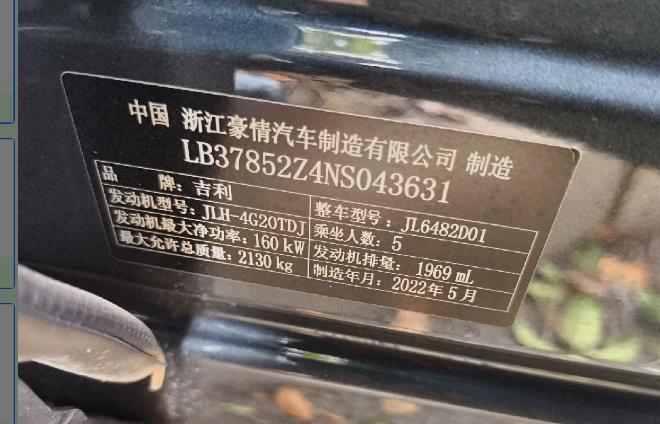 中国 浙江豪情汽车制造有限公司 制造
LB37852Z4NS043631
品 牌：吉利
整车型号：JL6482D01
发动机型号：JLH-4G20TDJ
乘坐人数：5
发动机最大净功率：160 kW
发动机排量：1969 mL
最大允许总质量：2130 kg
制造年月：2022年5月